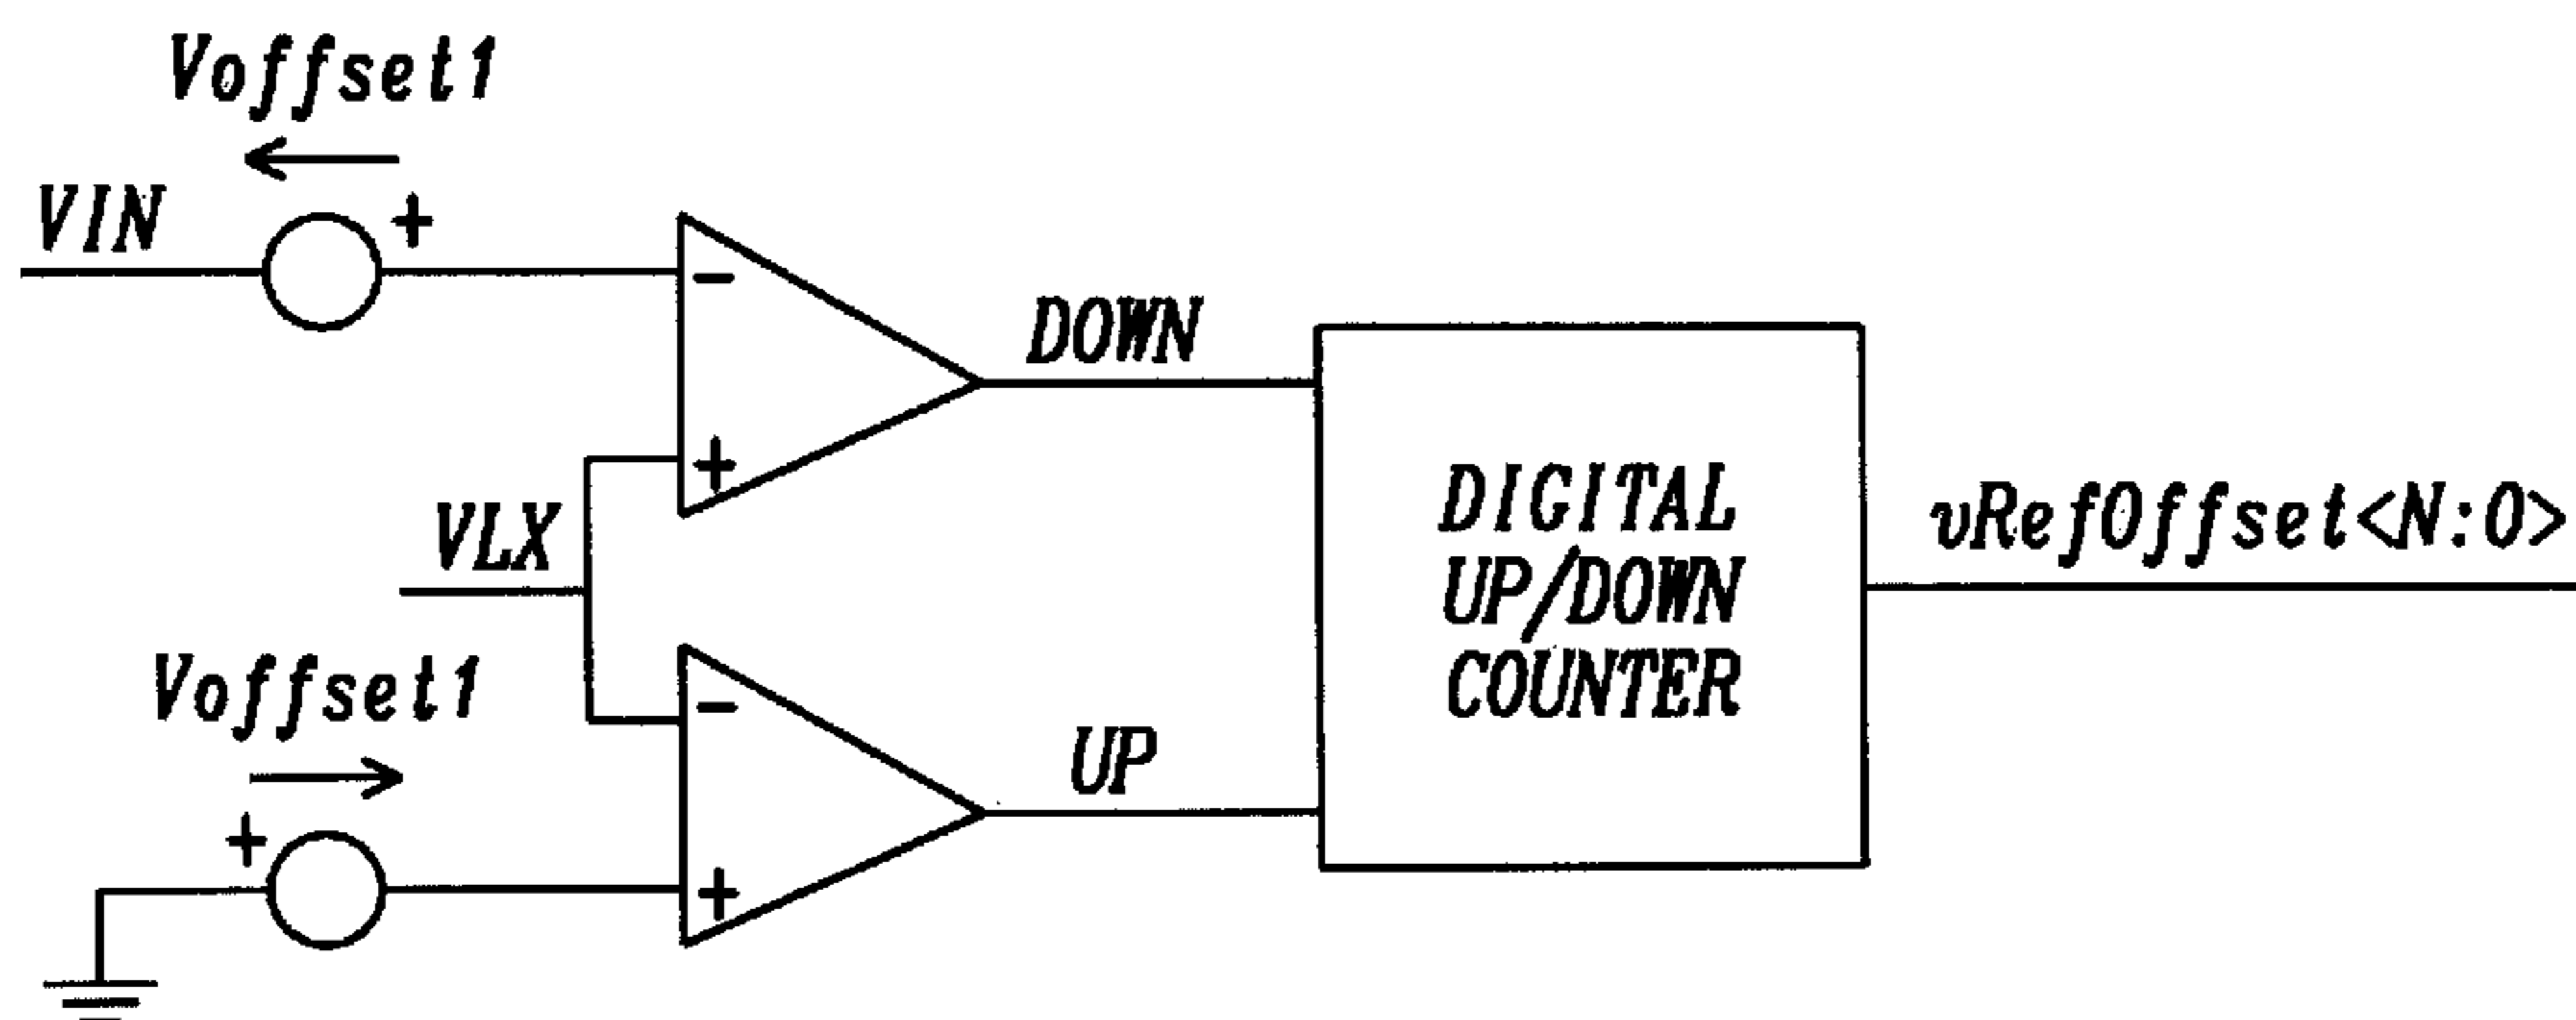 Voffset1
VIN
+
-
DOWN
+
VLX
DIGITAL
UP/DOWN
COUNTER
vRefOffset<N:0>
Voffset1
-
UP
+
+